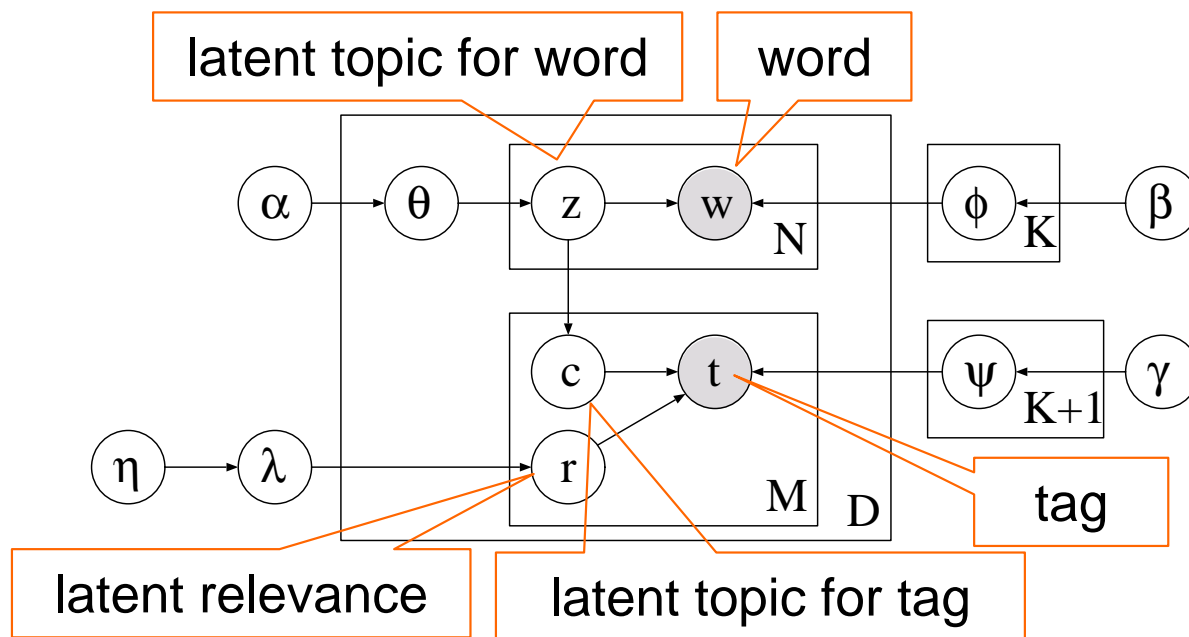 latent topic for word
word
α
θ
z
w
N
ϕ
K
β
c
t
ψ
K+1
γ
η
λ
r
M
D
tag
latent relevance
latent topic for tag